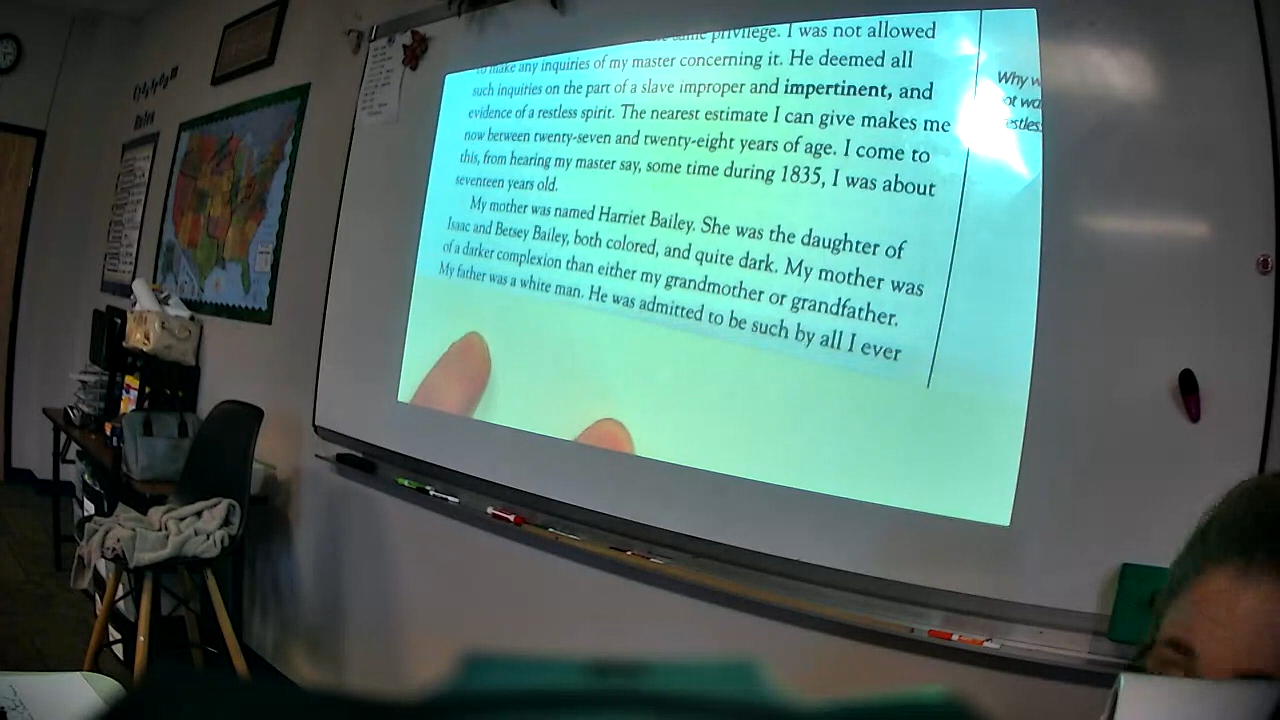 privilege. I was not allowed
to make any inquiries of my master concerning it. He deemed all
such inquiries on the part of a slave improper and impertinent, and
evidence of a restless spirit. The nearest estimate I can give makes me
now between twenty-seven and twenty-eight years of age. I come to
this, from hearing my master say, some time during 1835, I was about
seventeen years old.
My mother was named Harriet Bailey. She was the daughter of
Isaac and Betsey Bailey, both colored, and quite dark. My mother was
of a darker complexion than either my grandmother or grandfather.
My father was a white man. He was admitted to be such by all I ever
Why w
ot wa
estles
Rules